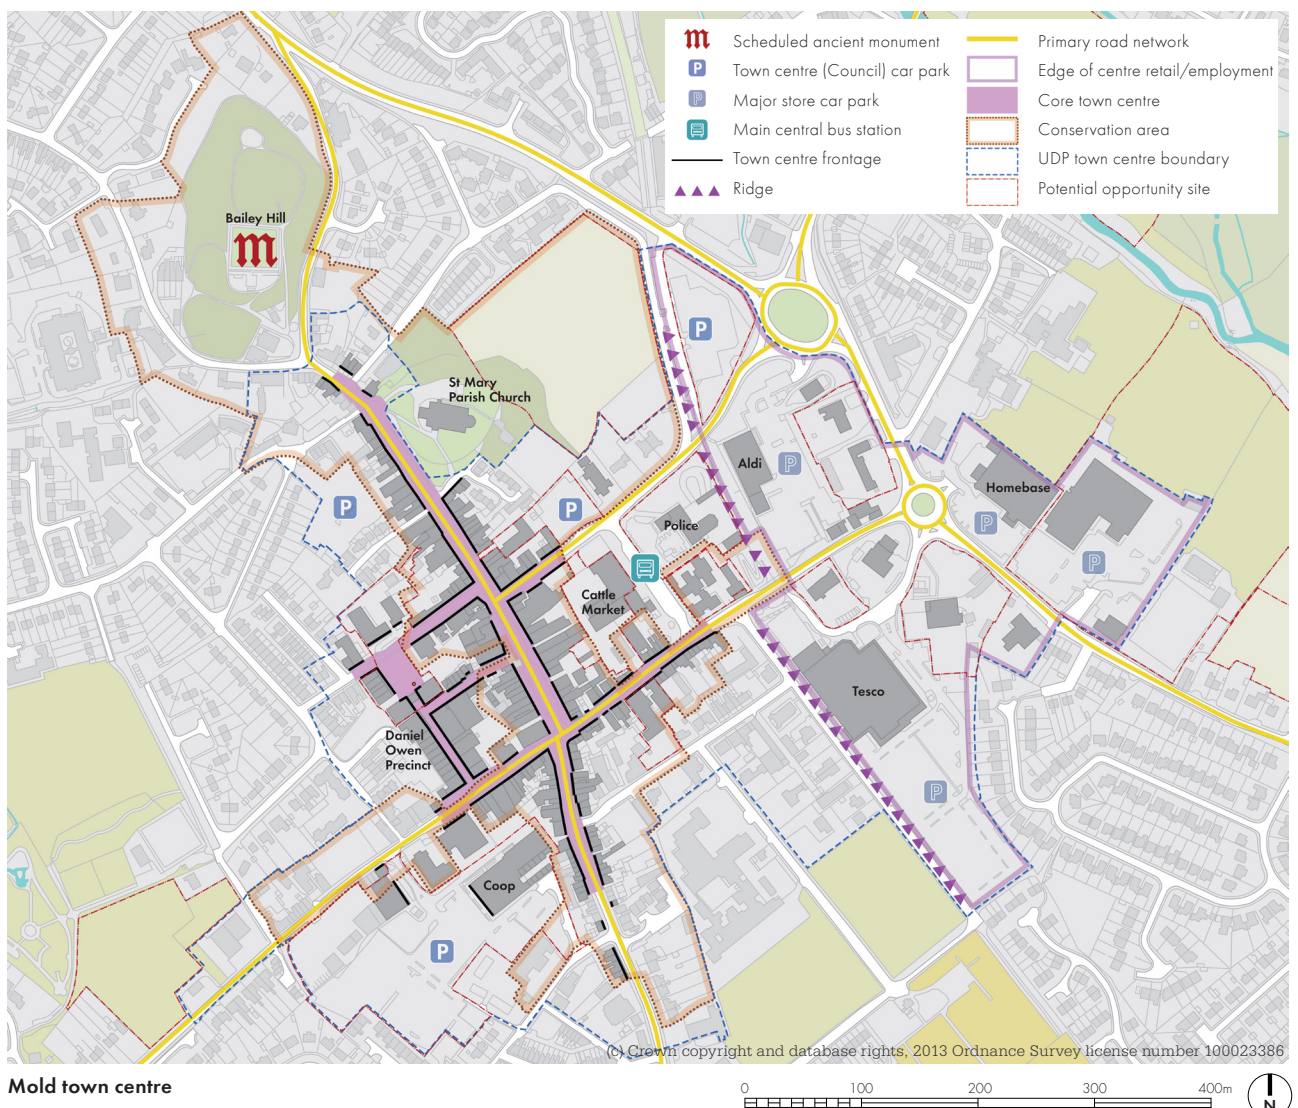 m Scheduled ancient monument
P Town centre (Council) car park
P Major store car park
Main central bus station
Town centre frontage
Ridge
Primary road network
Edge of centre retail/employment
Core town centre
Conservation area
UDP town centre boundary
Potential opportunity site
Bailey Hill
m
P
St Mary
Parish Church
Aldi
P
Homebase
P
P
P
P
Police
Cattle
Market
Tesco
P
Daniel
Owen
Precinct
Coop
P
(c) Crown copyright and database rights, 2013 Ordnance Survey license number 100023386
Mold town centre
0 100 200 300 400m
N